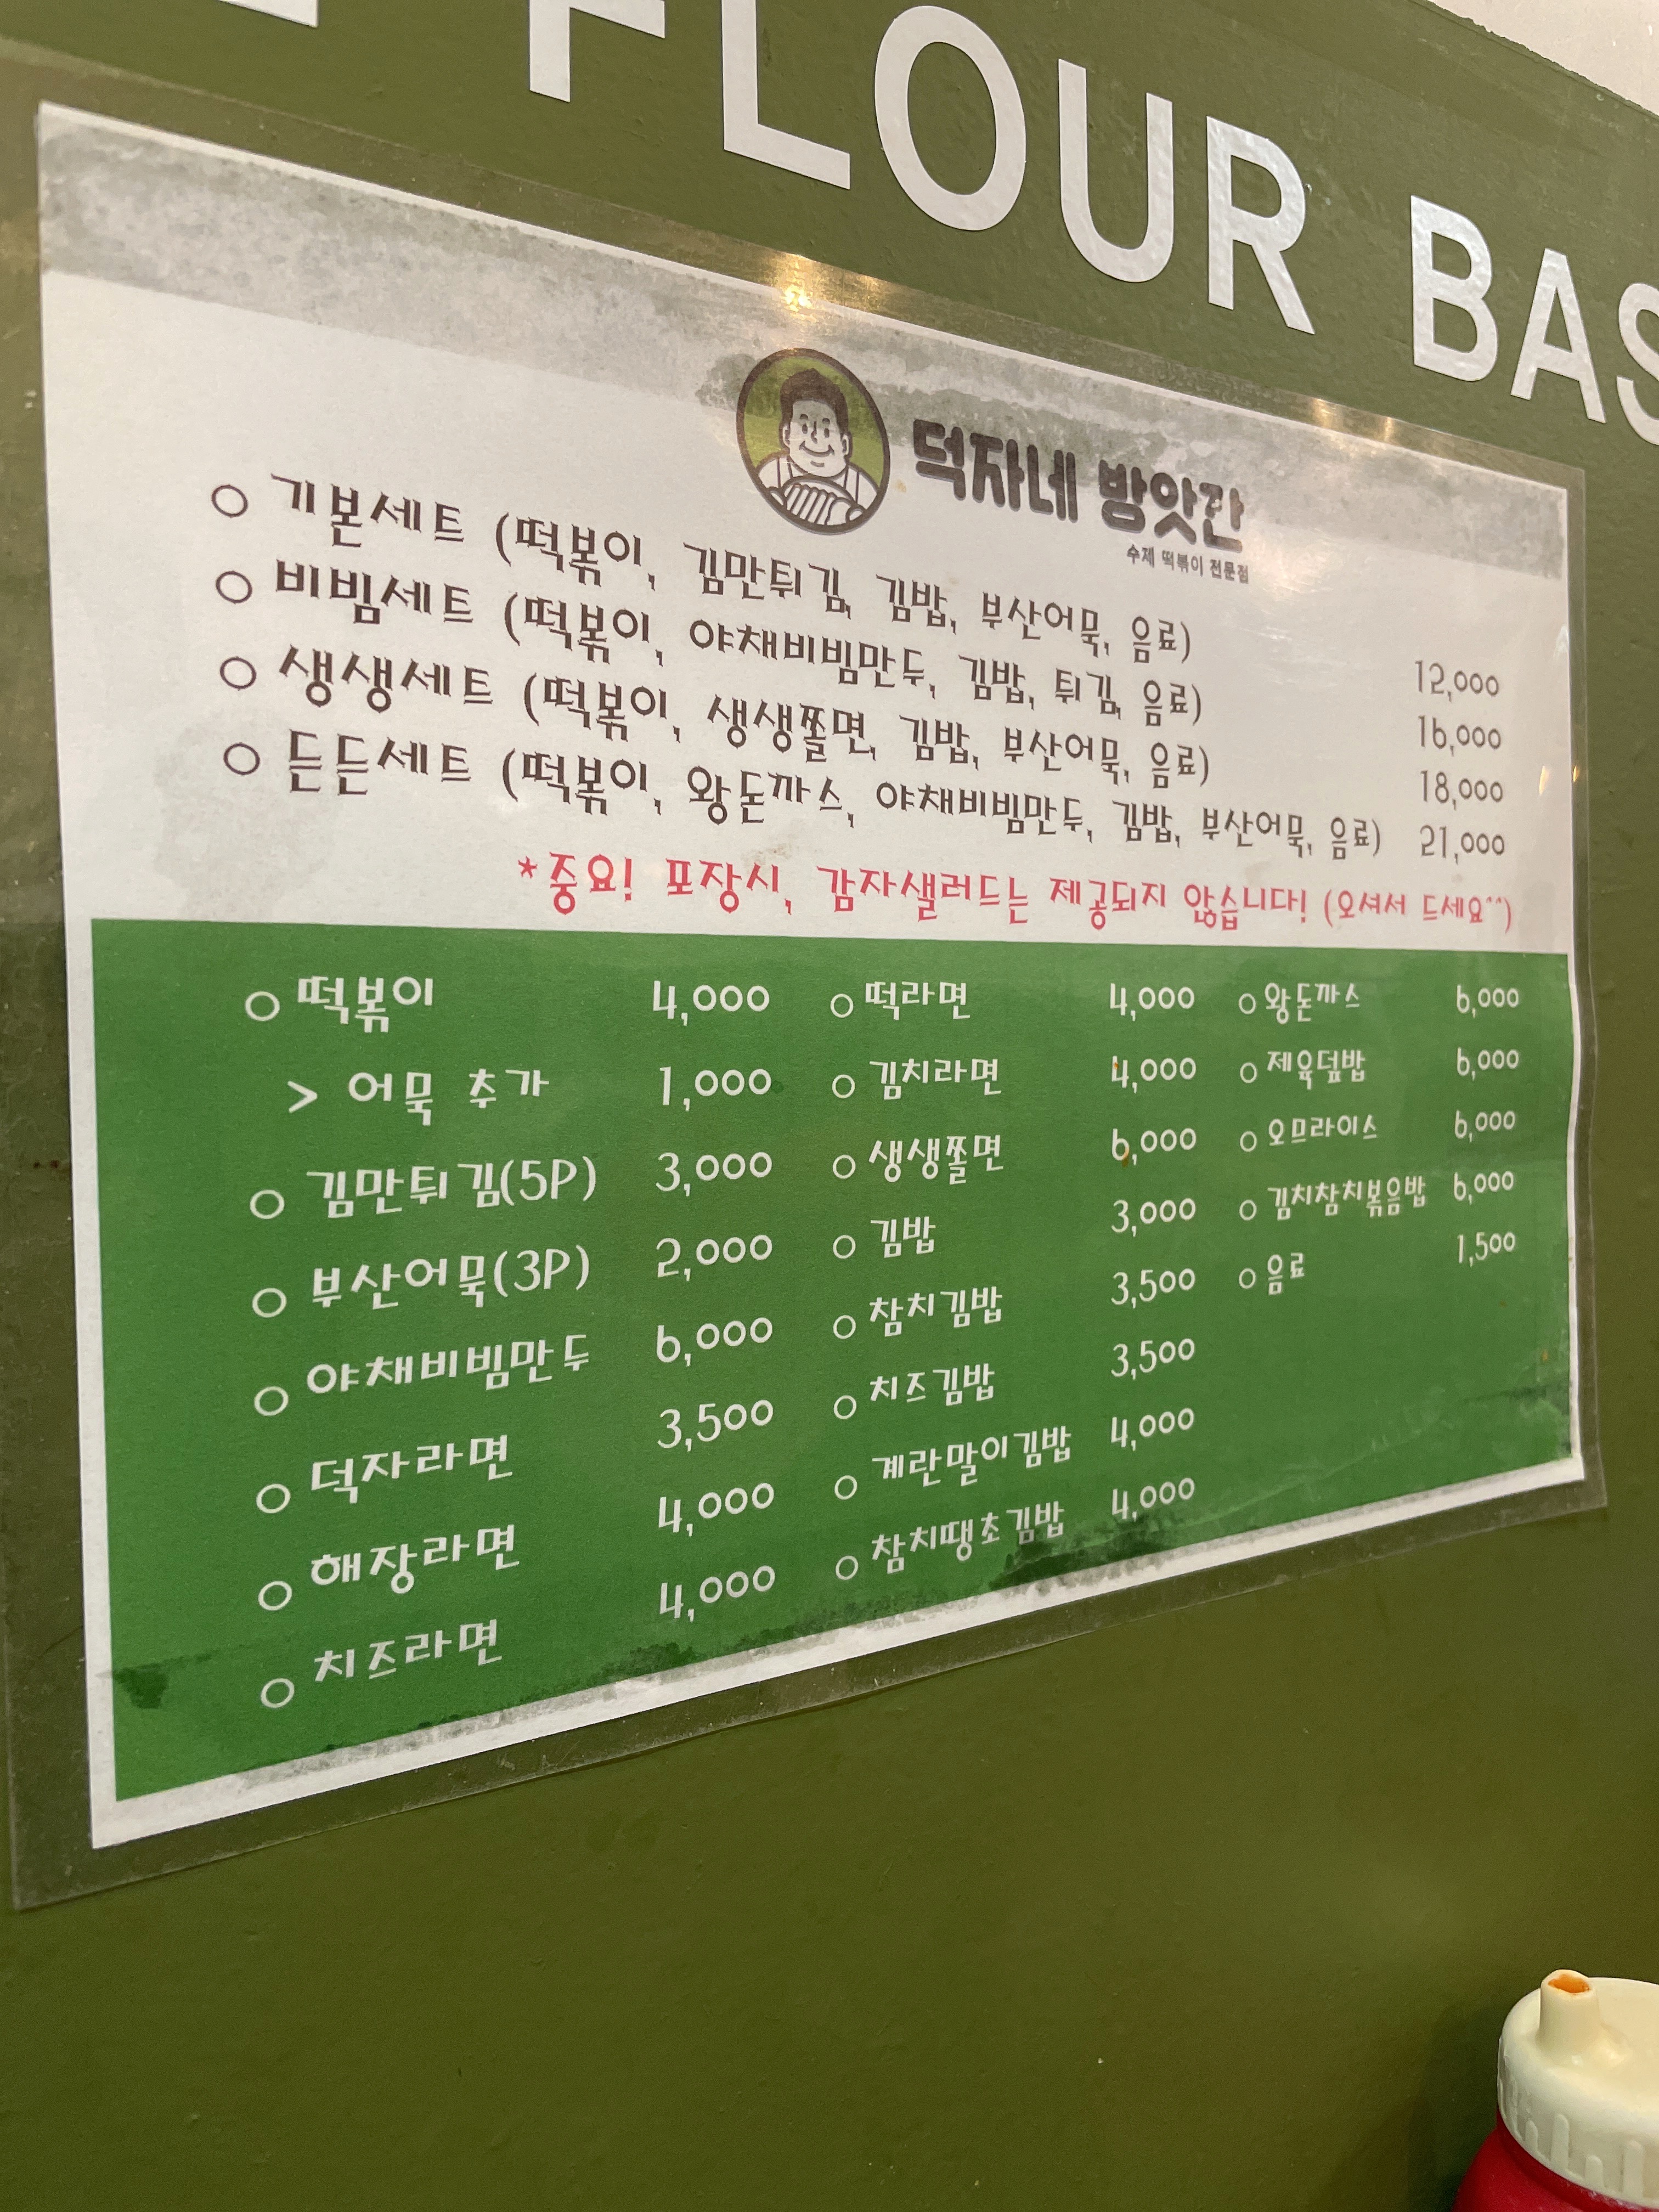 FLOUR BAS
덕자네 방앗간
수제 떡볶이 전문점
○ 기본세트 (떡볶이, 김만튀김, 김밥, 부산어묵, 음료) 12,000
○ 비빔세트 (떡볶이, 야채비빔만두, 김밥, 튀김, 음료) 16,000
○ 생생세트 (떡볶이, 생생쫄면, 김밥, 부산어묵, 음료) 18,000
○ 든든세트 (떡볶이, 왕돈까스, 야채비빔만두, 김밥, 부산어묵, 음료) 21,000
*중요! 포장시, 감자샐러드는 제공되지 않습니다! (오셔서 드세요^^)
○ 떡볶이 4,000
> 어묵 추가 1,000
○ 김만튀김(5P) 3,000
○ 부산어묵(3P) 2,000
○ 야채비빔만두 6,000
○ 덕자라면 3,500
○ 해장라면 4,000
○ 치즈라면 4,000
○ 떡라면 4,000
○ 김치라면 4,000
○ 생생쫄면 6,000
○ 김밥 3,000
○ 참치김밥 3,500
○ 치즈김밥 3,500
○ 계란말이김밥 4,000
○ 참치땡초김밥 4,000
○ 왕돈까스 6,000
○ 제육덮밥 6,000
○ 오므라이스 6,000
○ 김치참치볶음밥 6,000
○ 음료 1,500